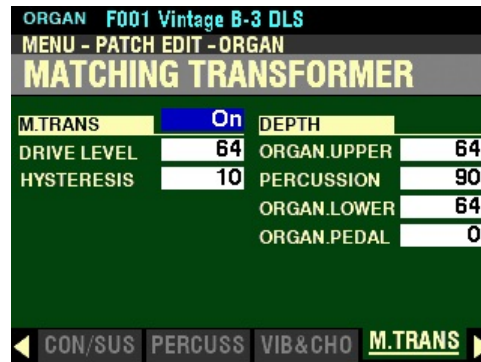 ORGAN F001 Vintage B-3 DLS
MENU - PATCH EDIT - ORGAN
MATCHING TRANSFORMER
M.TRANS On DEPTH
DRIVE LEVEL 64 ORGAN.UPPER 64
HYSTERESIS 10 PERCUSSION 90
ORGAN.LOWER 64
ORGAN.PEDAL 0
CON/SUS PERCUSS VIB&CHO M.TRANS